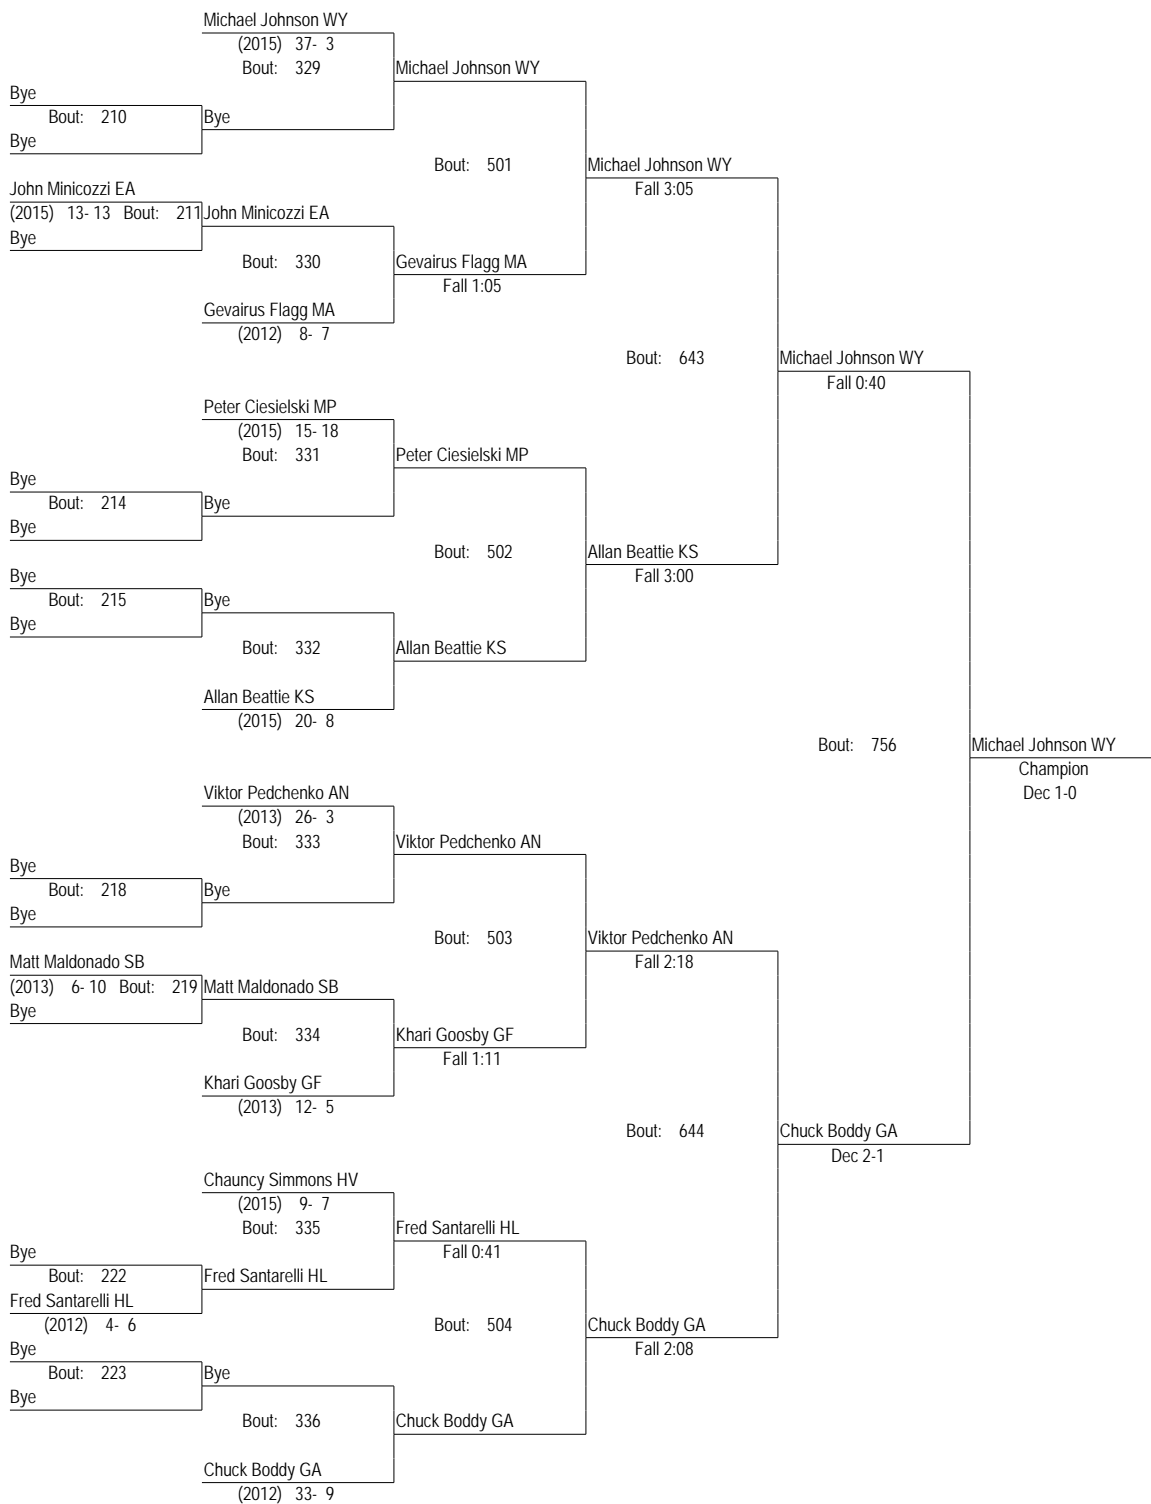 Michael Johnson WY
(2015) 37- 3
Bout: 329
Michael Johnson WY
Bye
Bout: 210
Bye
Bye
Bout: 501
Michael Johnson WY
Fall 3:05
John Minicozzi EA
(2015) 13- 13 Bout: 211
John Minicozzi EA
Bye
Bout: 330
Gevairus Flagg MA
Fall 1:05
Gevairus Flagg MA
(2012) 8- 7
Bout: 643
Michael Johnson WY
Fall 0:40
Peter Ciesielski MP
(2015) 15- 18
Bout: 331
Peter Ciesielski MP
Bye
Bout: 214
Bye
Bye
Bout: 502
Allan Beattie KS
Fall 3:00
Bye
Bout: 215
Bye
Bye
Bout: 332
Allan Beattie KS
Allan Beattie KS
(2015) 20- 8
Bout: 756
Michael Johnson WY
Champion
Dec 1-0
Viktor Pedchenko AN
(2013) 26- 3
Bout: 333
Viktor Pedchenko AN
Bye
Bout: 218
Bye
Bye
Bout: 503
Viktor Pedchenko AN
Fall 2:18
Matt Maldonado SB
(2013) 6- 10 Bout: 219
Matt Maldonado SB
Bye
Bout: 334
Khari Goosby GF
Fall 1:11
Khari Goosby GF
(2013) 12- 5
Bout: 644
Chuck Boddy GA
Dec 2-1
Chauncy Simmons HV
(2015) 9- 7
Bout: 335
Fred Santarelli HL
Fall 0:41
Bye
Bout: 222
Fred Santarelli HL
Fred Santarelli HL
(2012) 4- 6
Bout: 504
Chuck Boddy GA
Fall 2:08
Bye
Bout: 223
Bye
Bye
Bout: 336
Chuck Boddy GA
Chuck Boddy GA
(2012) 33- 9